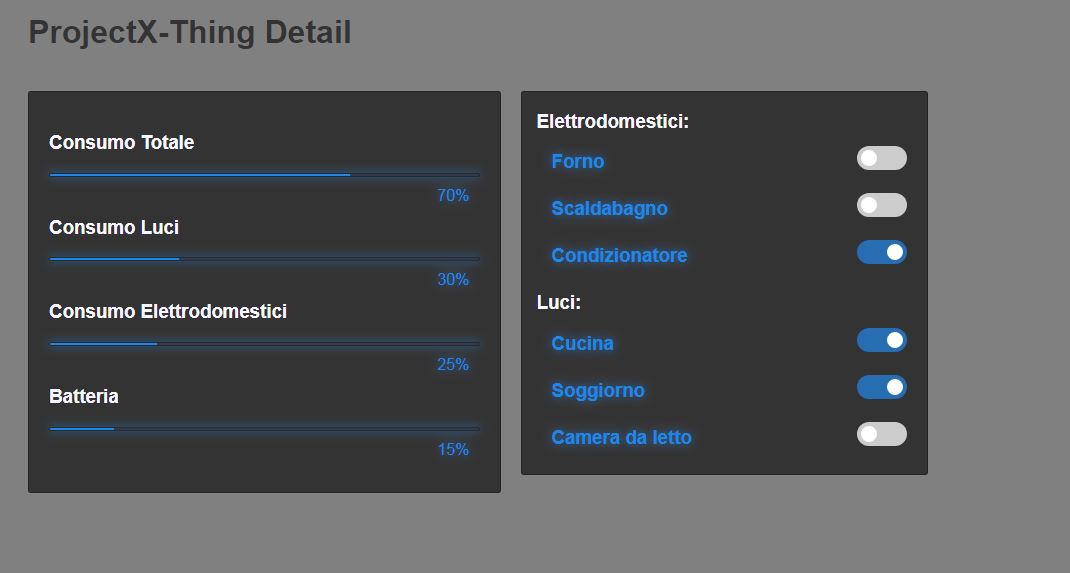 ProjectX-Thing Detail
Consumo Totale
70%
Consumo Luci
30%
Consumo Elettrodomestici
25%
Batteria
15%
Elettrodomestici:
Forno
Scaldabagno
Condizionatore
Luci:
Cucina
Soggiorno
Camera da letto